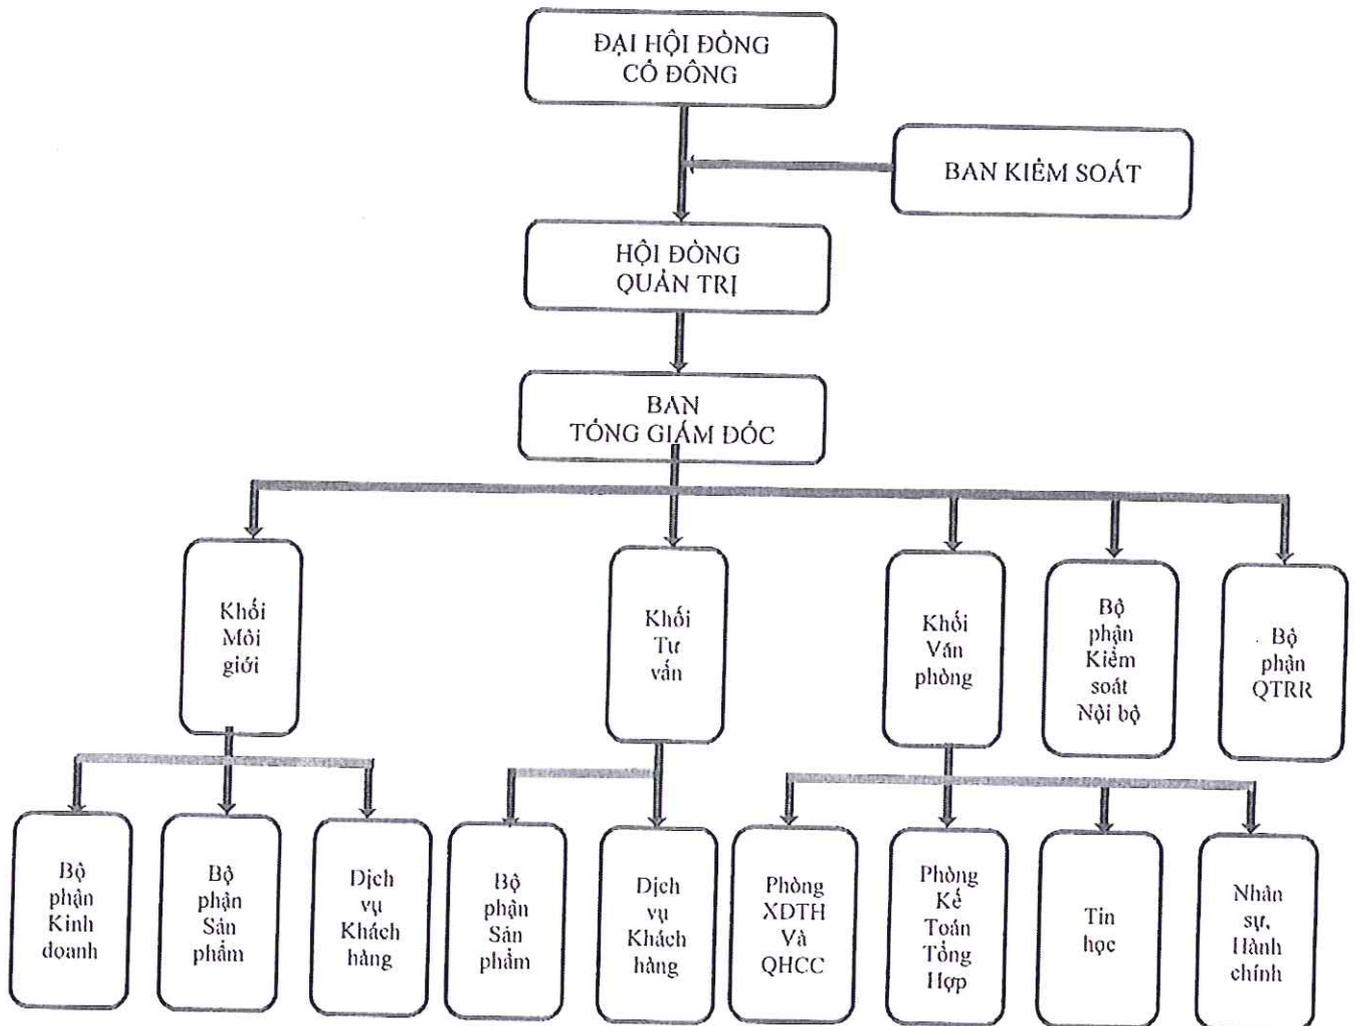 ĐẠI HỘI ĐỒNG
CỔ ĐÔNG
BAN KIỂM SOÁT
HỘI ĐỒNG
QUẢN TRỊ
BAN
TỔNG GIÁM ĐỐC
Khối
Môi
giới
Khối
Tư
vấn
Khối
Văn
phòng
Bộ
phận
Kiểm
soát
Nội bộ
Bộ
phận
QTRR
Bộ
phận
Kinh
doanh
Bộ
phận
Sản
phẩm
Dịch
vụ
Khách
hàng
Bộ
phận
Sản
phẩm
Dịch
vụ
Khách
hàng
Phòng
XDTH
Và
QHCC
Phòng
Kế
Toán
Tổng
Hợp
Tin
học
Nhân
sự,
Hành
chính